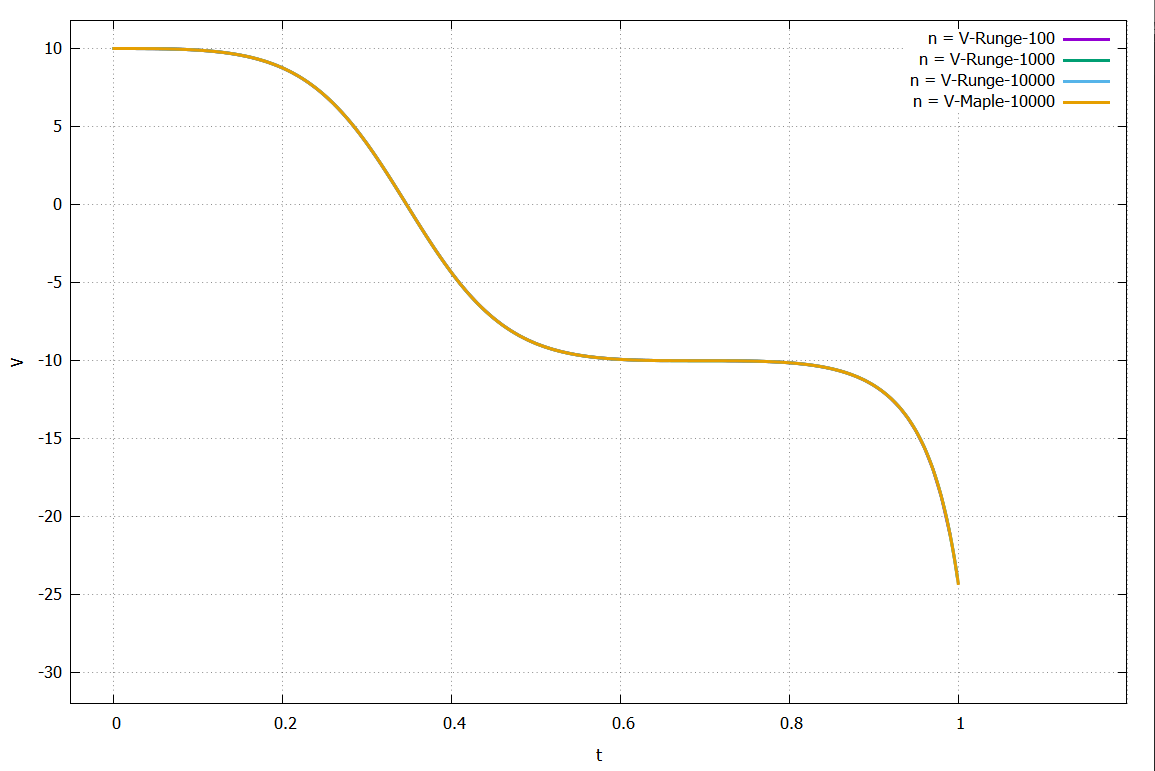 n = V-Runge-100
n = V-Runge-1000
n = V-Runge-10000
n = V-Maple-10000
10
5
0
-5
-10
-15
-20
-25
-30
v
0 0.2 0.4 0.6 0.8 1
t